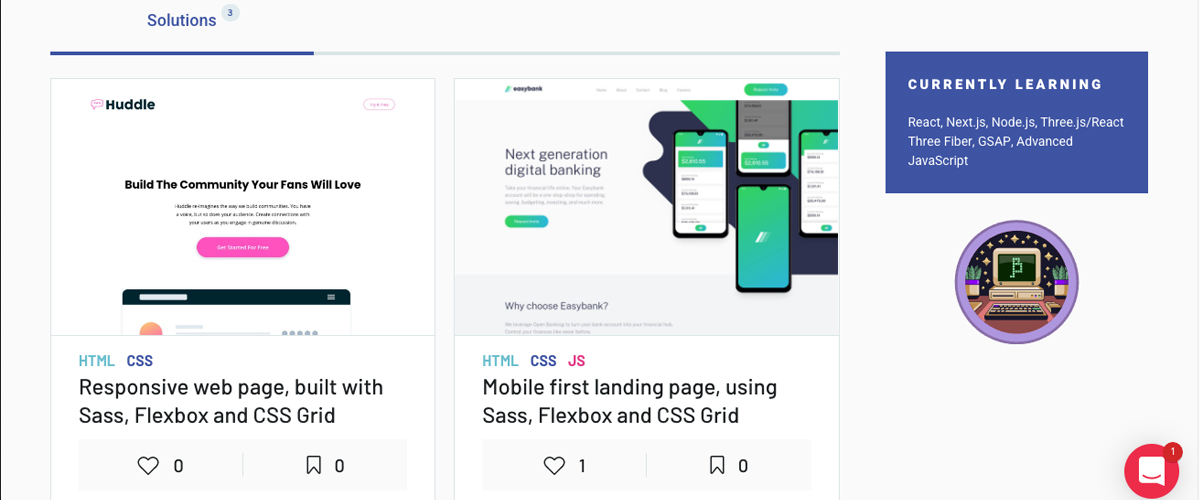 Solutions 3
Huddle
Try It Free
Build The Community Your Fans Will Love
Huddle re-imagines the way we build communities. You have
a voice, but so does your audience. Create connections with
your users as you engage in genuine discussion.
Get Started For Free
HTML CSS
Responsive web page, built with
Sass, Flexbox and CSS Grid
0 0
easybank
Home About Contact Blog Careers
Request Invite
Next generation
digital banking
Take your financial life online. Your Easybank
account will be a one-stop-shop for spending,
saving, budgeting, investing, and much more.
Request Invite
Why choose Easybank?
We leverage Open Banking to turn your bank account into your financial hub.
Control your finances like never before.
HTML CSS JS
Mobile first landing page, using
Sass, Flexbox and CSS Grid
1 0
CURRENTLY LEARNING
React, Next.js, Node.js, Three.js/React
Three Fiber, GSAP, Advanced
JavaScript
1